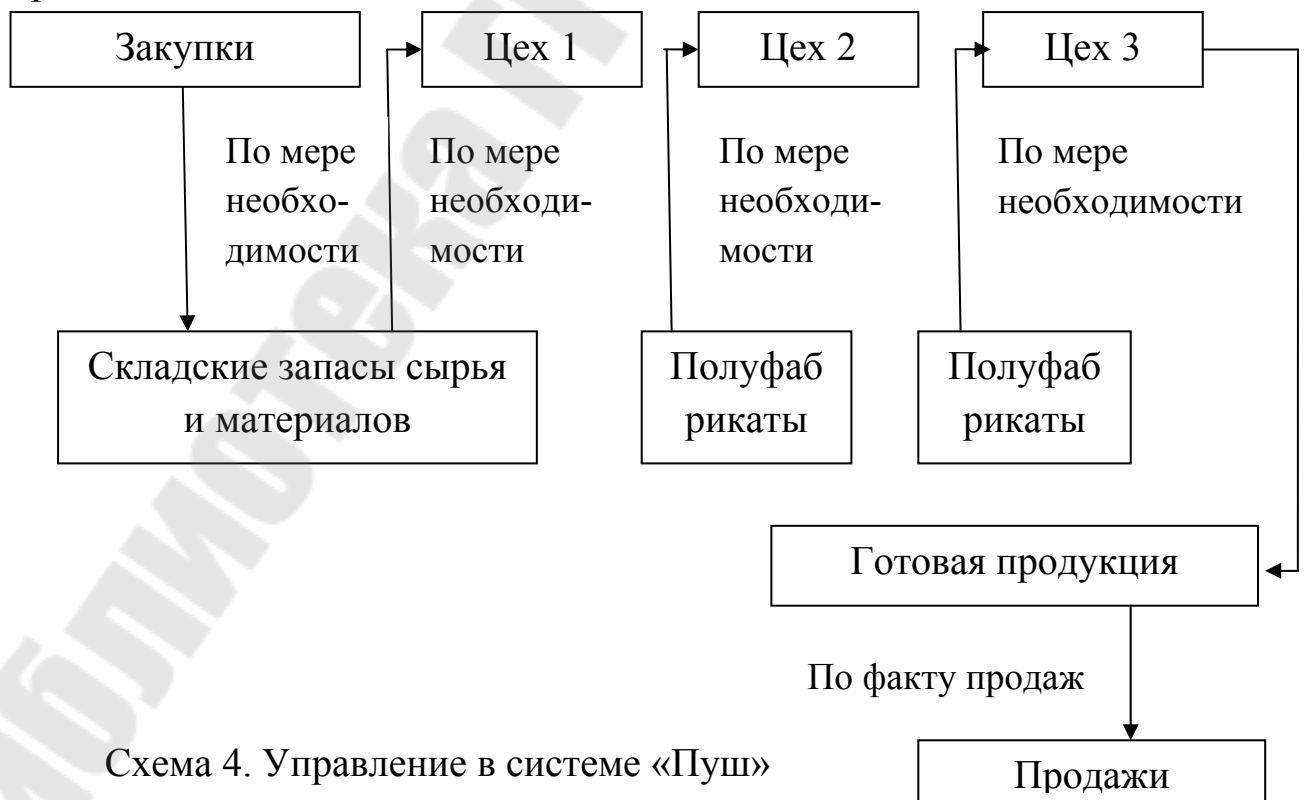 Закупки
Цех 1
Цех 2
Цех 3
По мере
необхо-
димости
По мере
необходи-
мости
По мере
необходи-
мости
По мере
необходимости
Складские запасы сырья
и материалов
Полуфаб
рикаты
Полуфаб
рикаты
Готовая продукция
По факту продаж
Схема 4. Управление в системе «Пуш»
Продажи